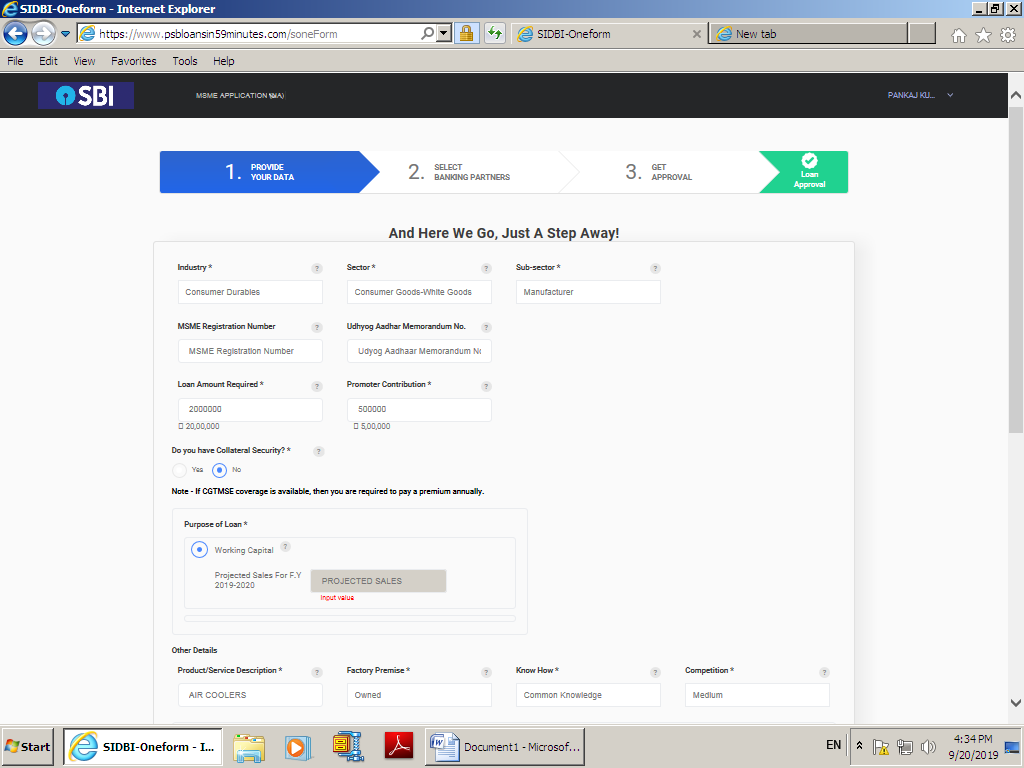 SIDBI-Oneform - Internet Explorer
https://www.psbloansin59minutes.com/soneForm
SIDBI-Oneform
New tab
File Edit View Favorites Tools Help
SBI
MSME APPLICATION (NA)
PANKAJ KU...
1. PROVIDE YOUR DATA
2. SELECT BANKING PARTNERS
3. GET APPROVAL
Loan Approval
And Here We Go, Just A Step Away!
Industry * ? Sector * ? Sub-sector * ?
Consumer Durables Consumer Goods-White Goods Manufacturer
MSME Registration Number ? Udhyog Aadhar Memorandum No. ?
MSME Registration Number Udyog Aadhaar Memorandum No
Loan Amount Required * ? Promoter Contribution * ?
2000000 500000
20,00,000 5,00,000
Do you have Collateral Security? * ?
Yes No
Note - If CGTMSE coverage is available, then you are required to pay a premium annually.
Purpose of Loan *
Working Capital ?
Projected Sales For F.Y
2019-2020
PROJECTED SALES
Input value
Other Details
Product/Service Description * ? Factory Premise * ? Know How * ? Competition * ?
AIR COOLERS Owned Common Knowledge Medium
Start
SIDBI-Oneform - I...
Document1 - Microsof...
EN
4:34 PM
9/20/2019